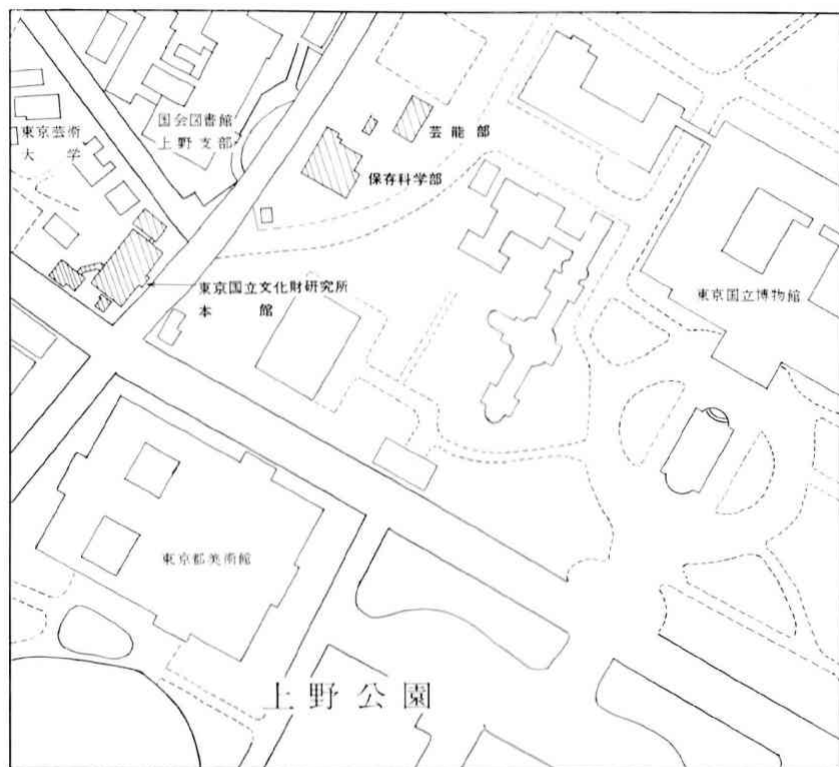 国会図書館
上野支部
東京芸術
大学
芸能部
保存科学部
東京国立文化財研究所
本館
東京国立博物館
東京都美術館
上野公園